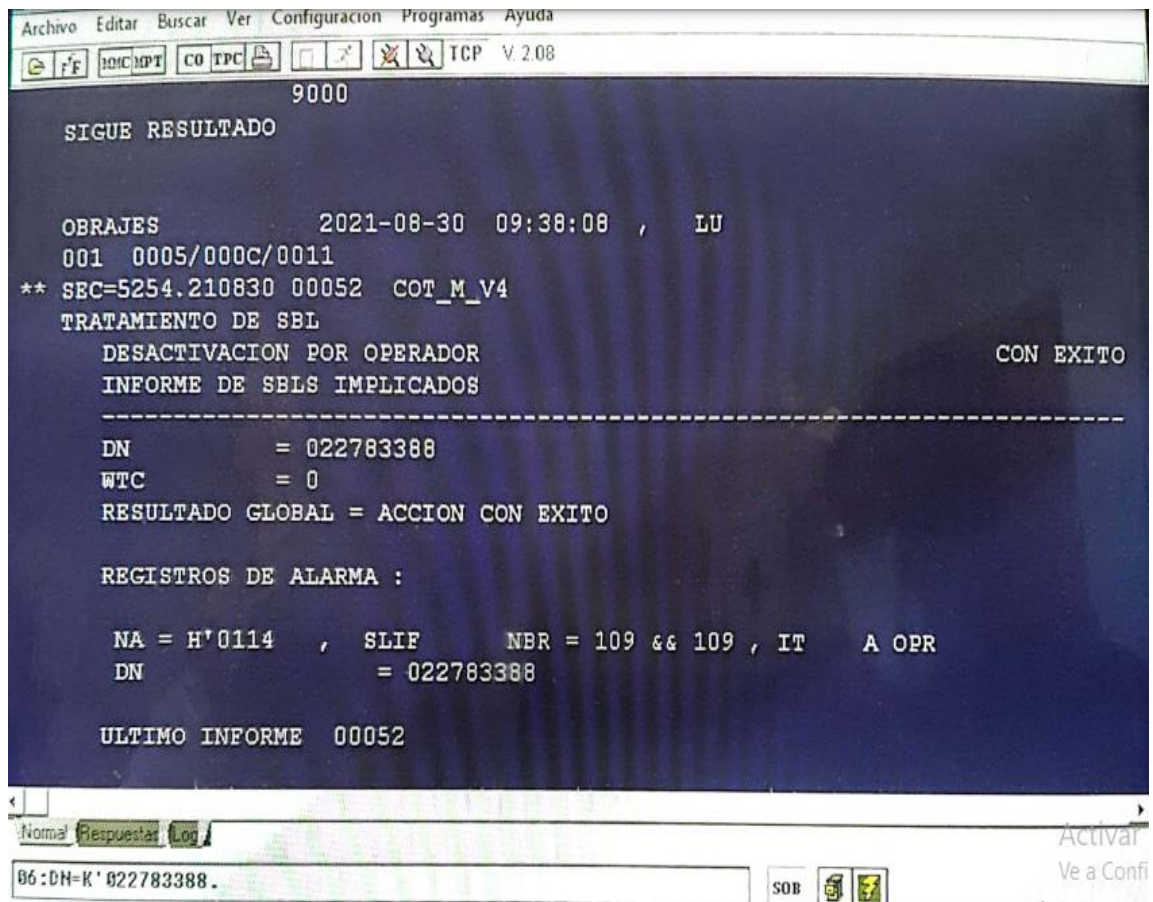 Archivo Editar Buscar Ver Configuracion Programas Ayuda
MMC MPT CO TPC TCP V. 2.08
9000
SIGUE RESULTADO
OBRAJES 2021-08-30 09:38:08 , LU
001 0005/000C/0011
** SEC=5254.210830 00052 COT_M_V4
TRATAMIENTO DE SBL
DESACTIVACION POR OPERADOR CON EXITO
INFORME DE SBLS IMPLICADOS
------------------------------------------------------------------------
DN = 022783388
WTC = 0
RESULTADO GLOBAL = ACCION CON EXITO
REGISTROS DE ALARMA :
NA = H'0114 , SLIF NBR = 109 && 109 , IT A OPR
DN = 022783388
ULTIMO INFORME 00052
Normal Respuestas Log
Activar
06:DN=K'022783388.
SOB
Ve a Confi